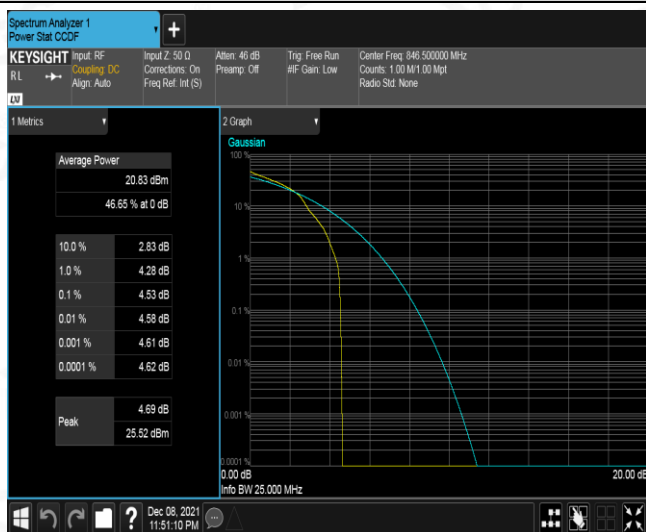 Spectrum Analyzer 1
Power Stat CCDF
+
KEYSIGHT
RL
LXI
Input: RF
Coupling: DC
Align: Auto
Input Z: 50 Ω
Corrections: On
Freq Ref: Int (S)
Atten: 46 dB
Preamp: Off
Trig: Free Run
#IF Gain: Low
Center Freq: 846.500000 MHz
Counts: 1.00 M/1.00 Mpt
Radio Std: None
1 Metrics
Average Power
20.83 dBm
46.65 % at 0 dB
10.0 % 2.83 dB
1.0 % 4.28 dB
0.1 % 4.53 dB
0.01 % 4.58 dB
0.001 % 4.61 dB
0.0001 % 4.62 dB
Peak 4.69 dB
25.52 dBm
2 Graph
Gaussian
100 %
10 %
1 %
0.1 %
0.01 %
0.001 %
0.0001 %
0.00 dB 20.00 dB
Info BW 25.000 MHz
?
Dec 08, 2021
11:51:10 PM